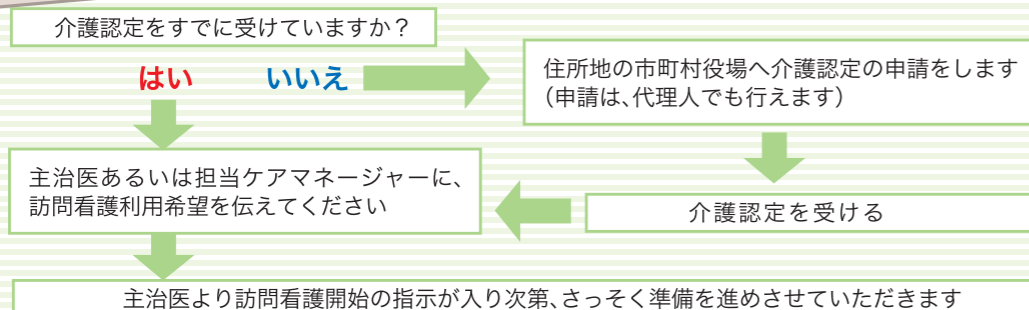 介護認定をすでに受けていますか？
はい いいえ
住所地の市町村役場へ介護認定の申請をします
（申請は、代理人でも行えます）
介護認定を受ける
主治医あるいは担当ケアマネージャーに、
訪問看護利用希望を伝えてください
主治医より訪問看護開始の指示が入り次第、さっそく準備を進めさせていただきます